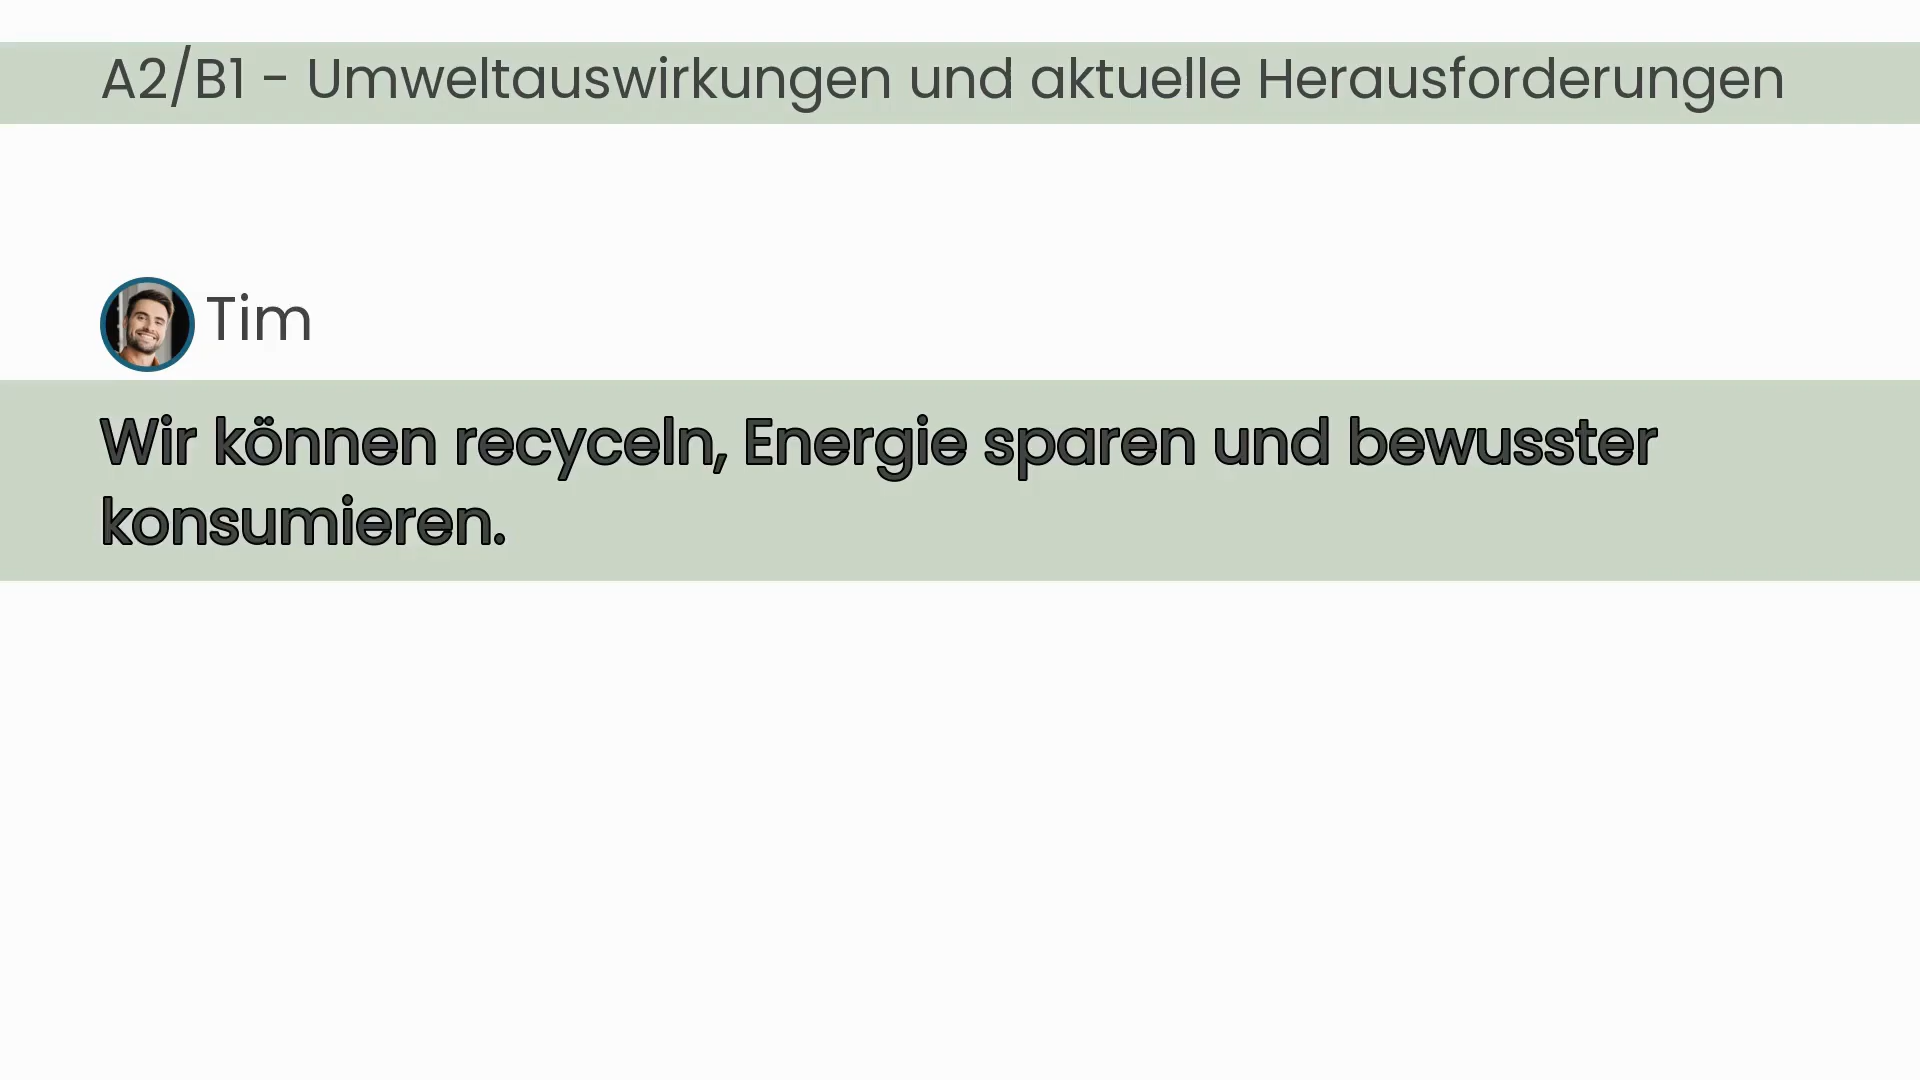 A2/B1 - Umweltauswirkungen und aktuelle Herausforderungen
Tim
Wir können recyceln, Energie sparen und bewusster
konsumieren.